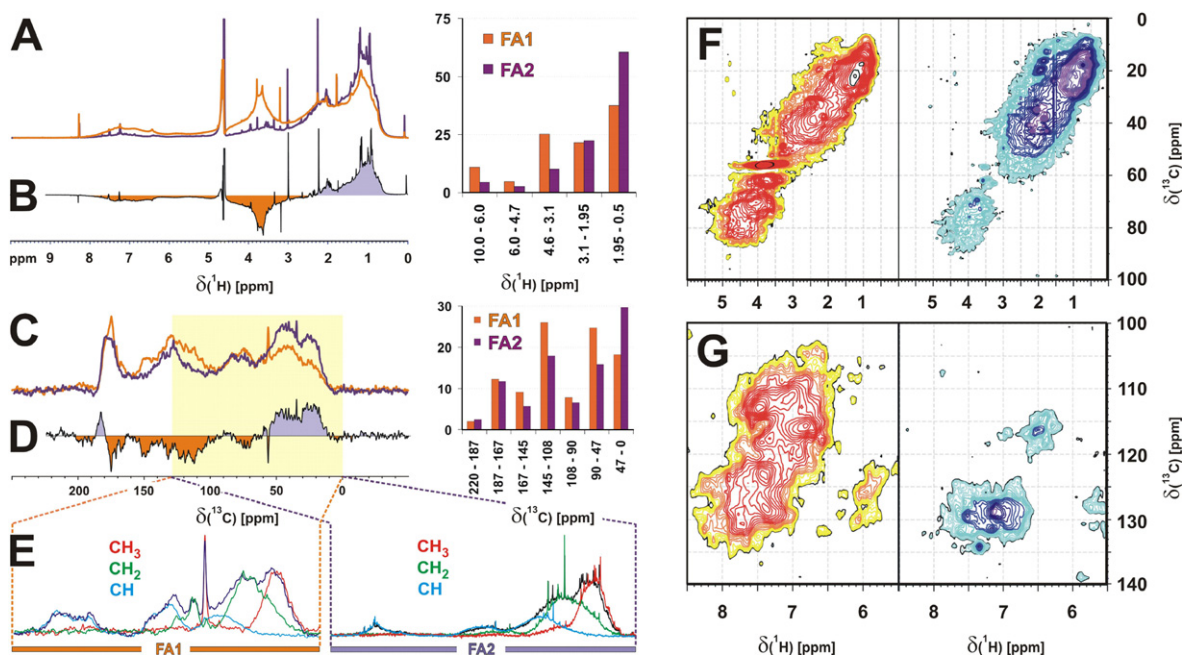 A
75
50
25
0
FA1
FA2
10.0 - 6.0
6.0 - 4.7
4.6 - 3.1
3.1 - 1.95
1.95 - 0.5
δ(¹H) [ppm]
B
ppm 9 8 7 6 5 4 3 2 1 0
δ(¹H) [ppm]
C
30
20
10
0
FA1
FA2
220 - 187
187 - 167
167 - 145
145 - 108
108 - 90
90 - 47
47 - 0
δ(¹³C) [ppm]
D
200 150 100 50 0
δ(¹³C) [ppm]
E
CH₃
CH₂
CH
FA1
CH₃
CH₂
CH
FA2
F
0
20
40
60
80
100
δ(¹³C) [ppm]
5 4 3 2 1 5 4 3 2 1
G
100
110
120
130
140
δ(¹³C) [ppm]
8 7 6 8 7 6
δ(¹H) [ppm] δ(¹H) [ppm]